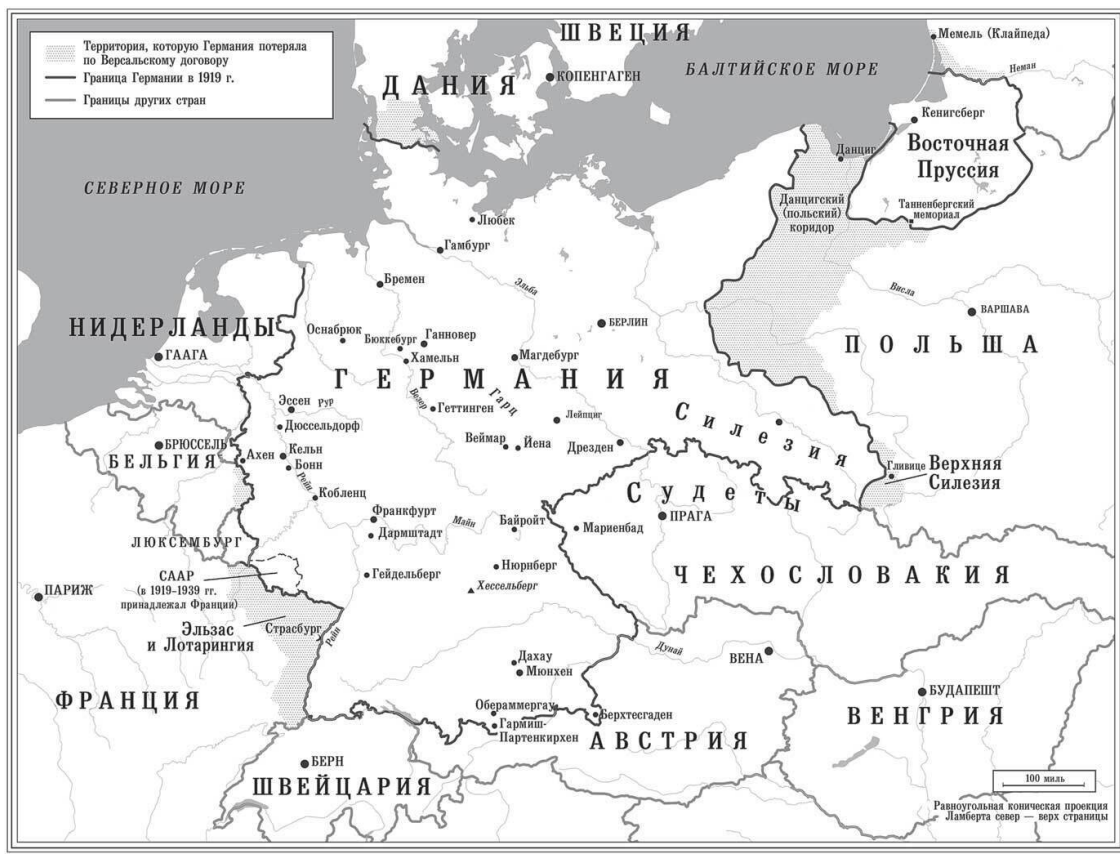 Территория, которую Германия потеряла
по Версальскому договору
Граница Германии в 1919 г.
Границы других стран
ШВЕЦИЯ
ДАНИЯ
КОПЕНГАГЕН
БАЛТИЙСКОЕ МОРЕ
Мемель (Клайпеда)
Неман
Кенигсберг
Восточная
Пруссия
Данциг
СЕВЕРНОЕ МОРЕ
Данцигский
(польский)
коридор
Танненбергский
мемориал
Любек
Гамбург
Бремен
Эльба
Висла
ВАРШАВА
БЕРЛИН
НИДЕРЛАНДЫ
ГААГА
Оснабрюк
Бюккебург
Ганновер
Хамельн
Магдебург
ПОЛЬША
ГЕРМАНИЯ
Эссен
Рур
Везер
Геттинген
Гарц
Лейпциг
Силезия
Дюссельдорф
БРЮССЕЛЬ
БЕЛЬГИЯ
Ахен
Кельн
Бонн
Рейн
Веймар
Йена
Дрезден
Гливице
Верхняя
Силезия
Кобленц
Судеты
ПРАГА
Франкфурт
Майн
Байройт
Мариенбад
Дармштадт
ЛЮКСЕМБУРГ
СААР
(в 1919–1939 гг.
принадлежал Франции)
Гейдельберг
Нюрнберг
Хессельберг
ЧЕХОСЛОВАКИЯ
ПАРИЖ
Эльзас
и Лотарингия
Страсбург
Рейн
Дунай
ВЕНА
Дахау
Мюнхен
ФРАНЦИЯ
БУДАПЕШТ
ВЕНГРИЯ
Обераммергау
Гармиш-
Партенкирхен
Берхтесгаден
АВСТРИЯ
БЕРН
ШВЕЙЦАРИЯ
100 миль
Равноугольная коническая проекция
Ламберта север — верх страницы